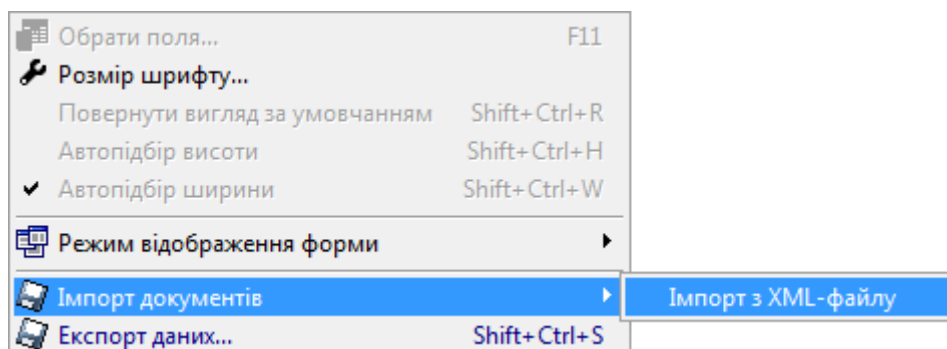 Обрати поля... F11
Розмір шрифту...
Повернути вигляд за умовчанням Shift+Ctrl+R
Автопідбір висоти Shift+Ctrl+H
Автопідбір ширини Shift+Ctrl+W
Режим відображення форми
Імпорт документів Імпорт з XML-файлу
Експорт даних... Shift+Ctrl+S